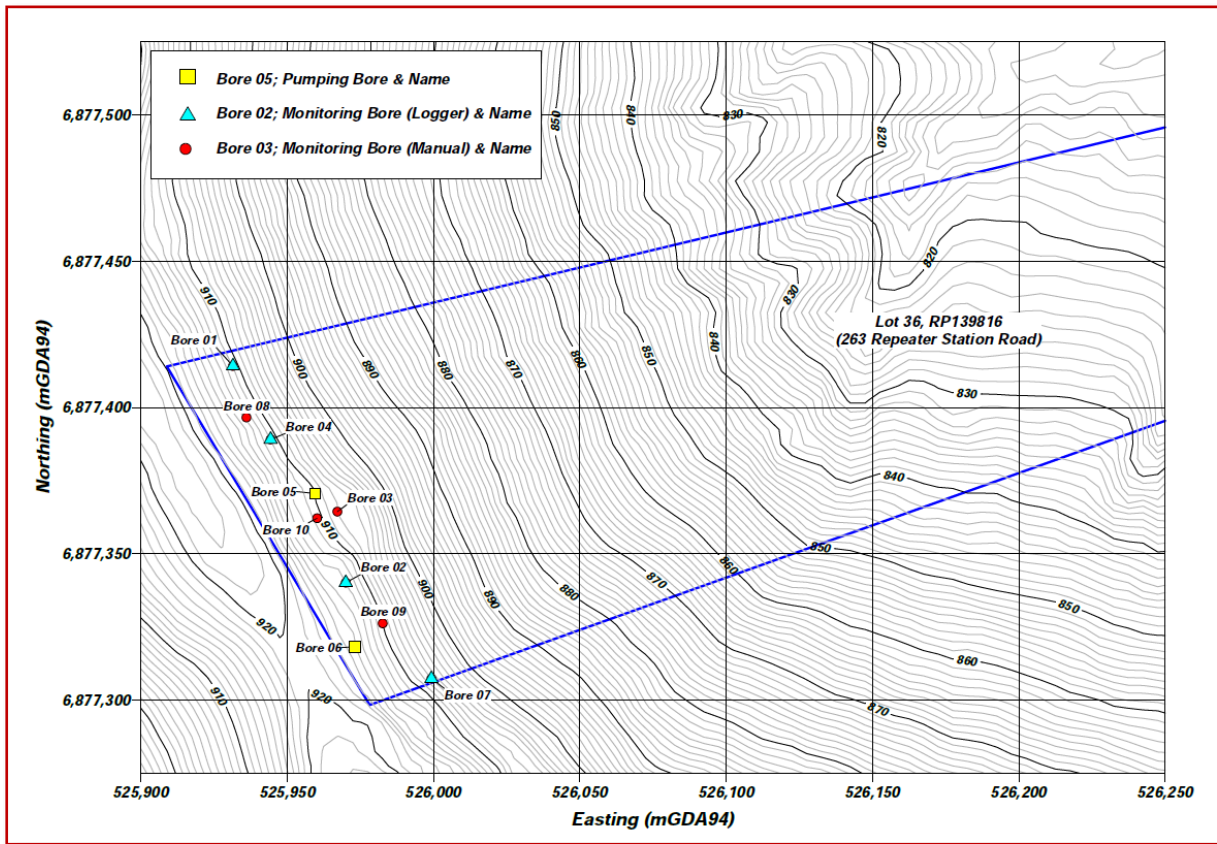 Bore 05; Pumping Bore & Name
Bore 02; Monitoring Bore (Logger) & Name
Bore 03; Monitoring Bore (Manual) & Name
6,877,500
6,877,450
6,877,400
6,877,350
6,877,300
Northing (mGDA94)
850
840
830
820
820
910
830
Lot 36, RP139816
(263 Repeater Station Road)
Bore 01
900
890
870
860
850
840
880
830
Bore 08
Bore 04
840
Bore 05
Bore 03
Bore 10
910
850
860
Bore 02
870
900
880
890
850
Bore 09
920
Bore 06
860
910
920
Bore 07
870
525,900
525,950
526,000
526,050
526,100
526,150
526,200
526,250
Easting (mGDA94)